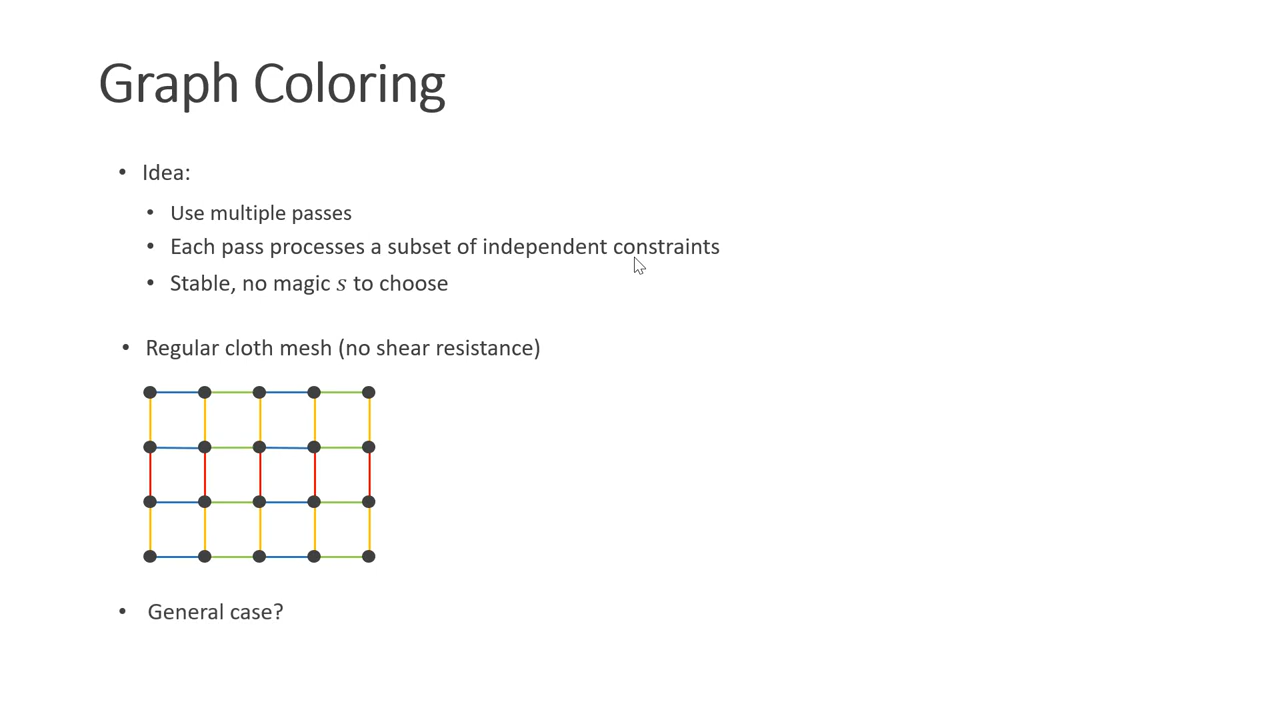 Graph Coloring
• Idea:
• Use multiple passes
• Each pass processes a subset of independent constraints
• Stable, no magic s to choose
• Regular cloth mesh (no shear resistance)
• General case?